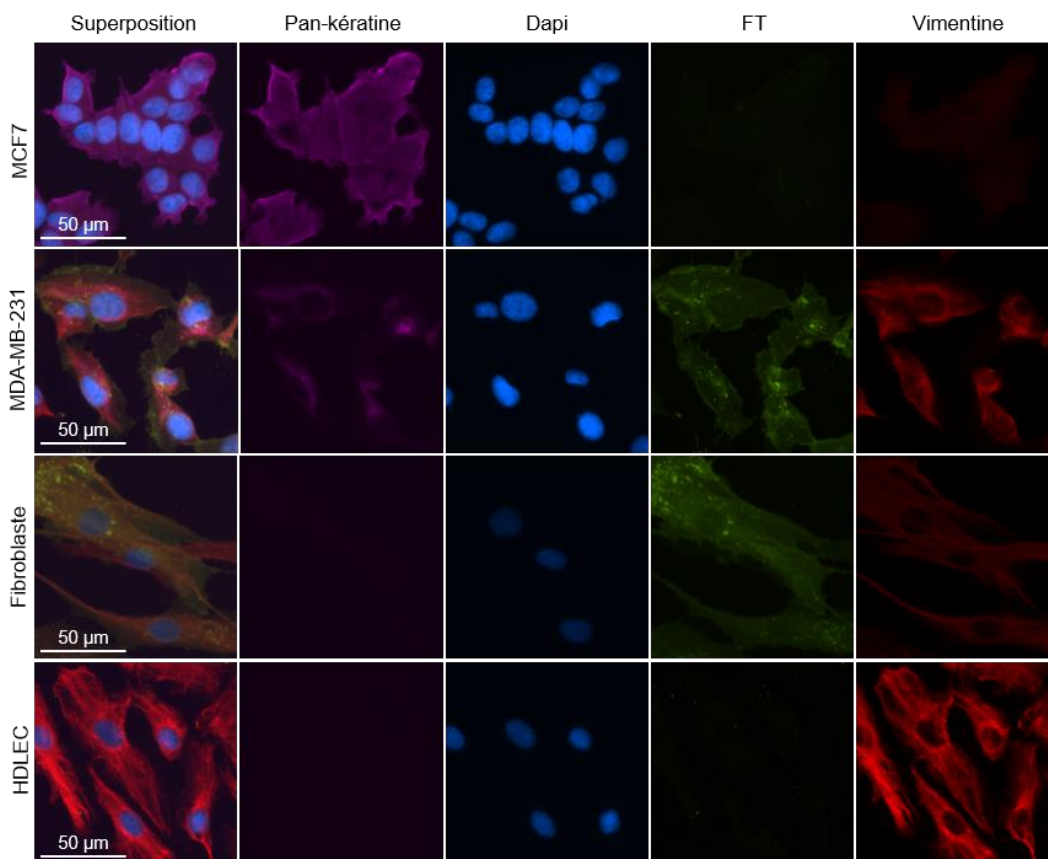 Superposition Pan-kératine Dapi FT Vimentine
MCF7
50 µm
MDA-MB-231
50 µm
Fibroblaste
50 µm
HDLEC
50 µm